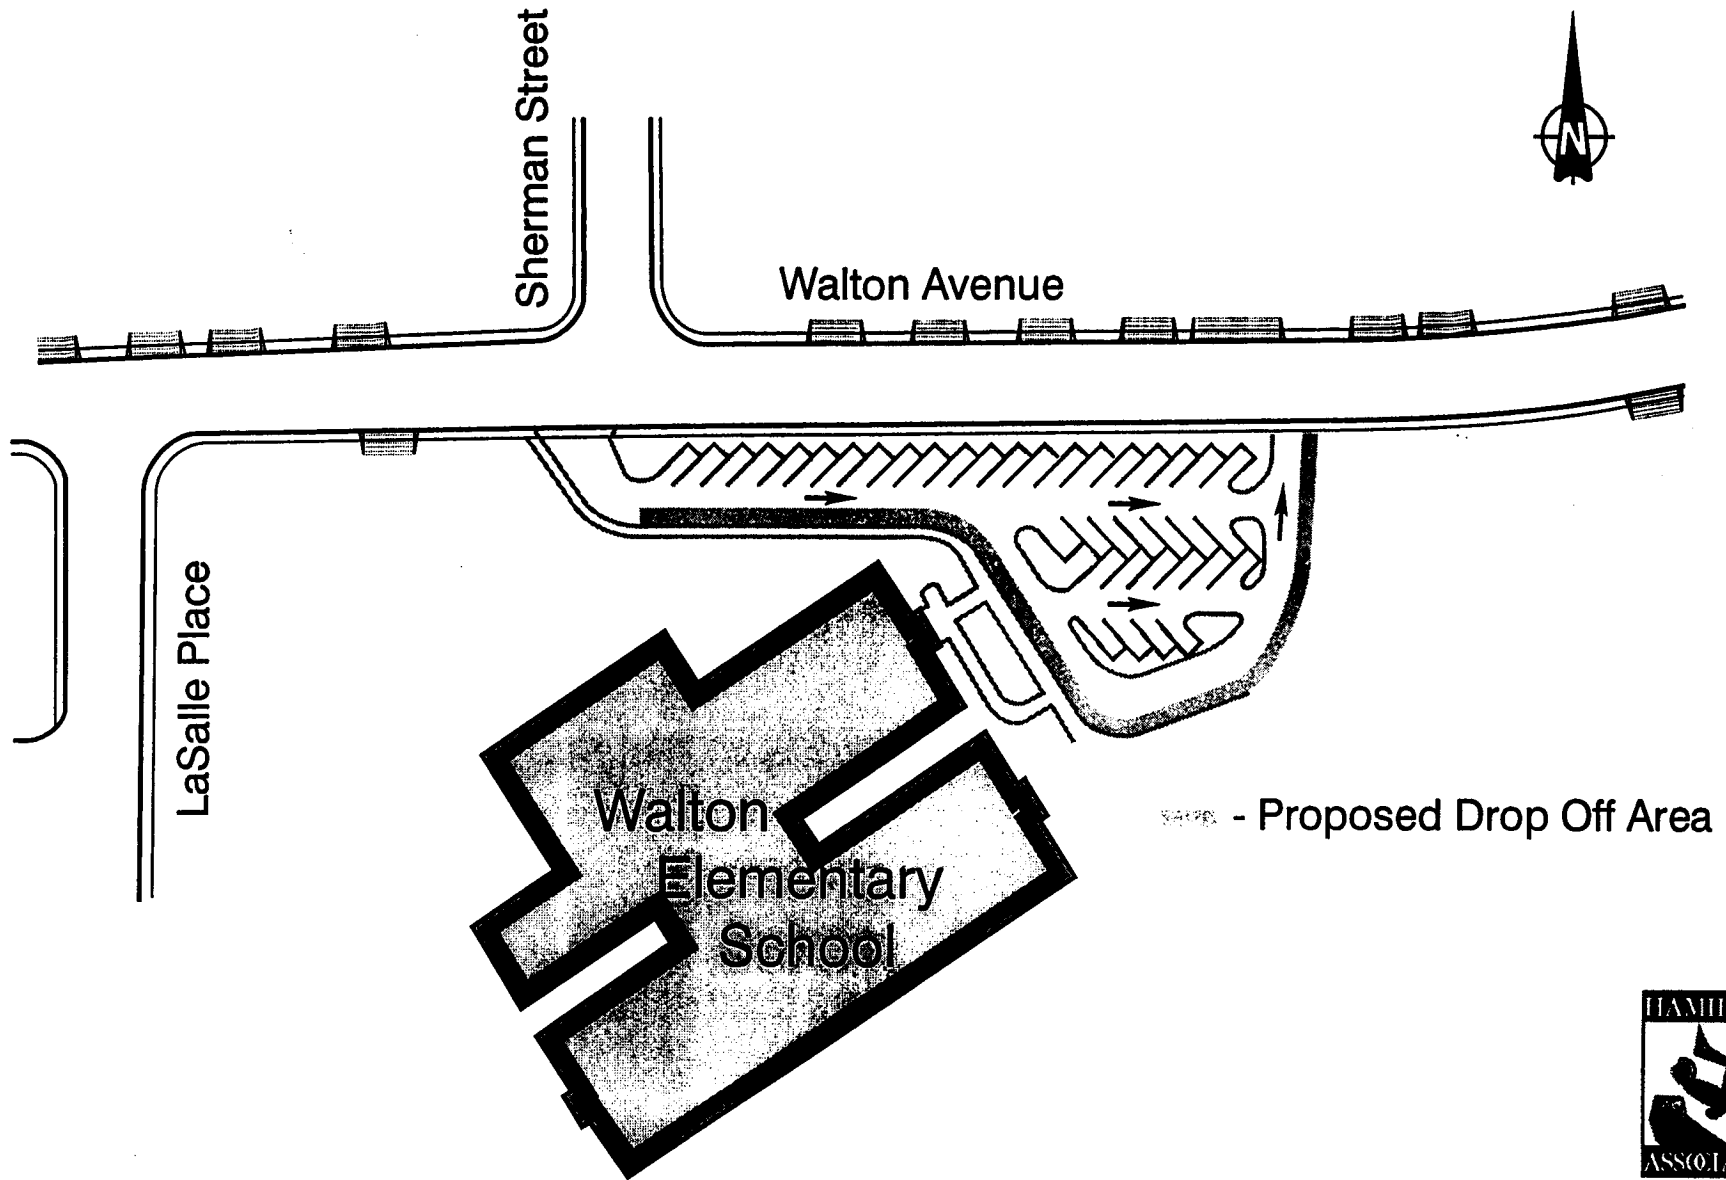 Sherman Street
N
Walton Avenue
LaSalle Place
Walton
Elementary
School
- Proposed Drop Off Area